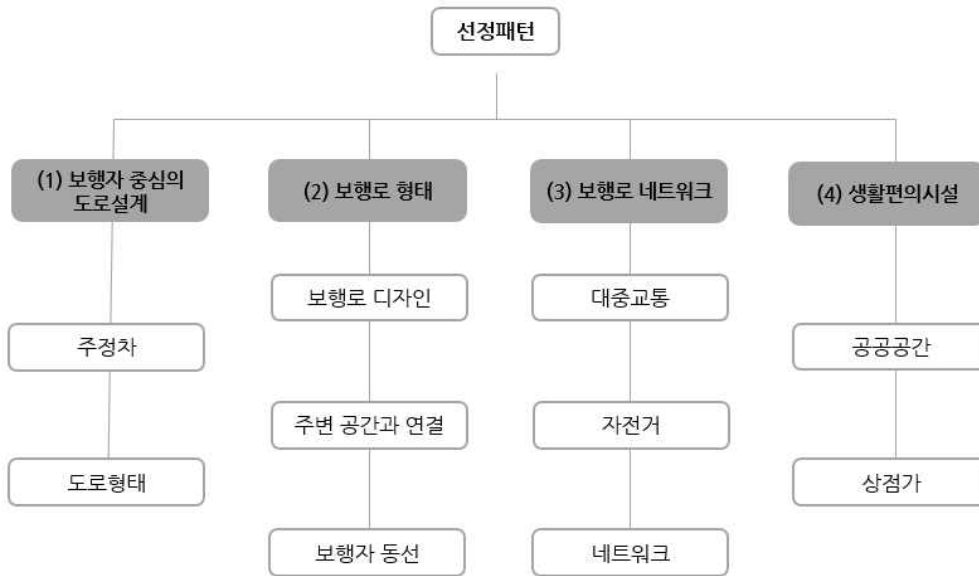 선정패턴
(1) 보행자 중심의
도로설계
주정차
도로형태
(2) 보행로 형태
보행로 디자인
주변 공간과 연결
보행자 동선
(3) 보행로 네트워크
대중교통
자전거
네트워크
(4) 생활편의시설
공공공간
상점가